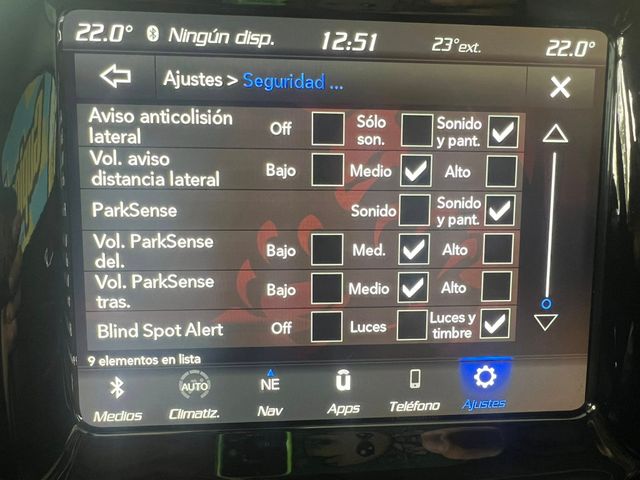 22.0° Ningún disp. 12:51 23°ext. 22.0°
Ajustes > Seguridad ...
Aviso anticolisión lateral Off Sólo son. Sonido y pant.
Vol. aviso distancia lateral Bajo Medio Alto
ParkSense Sonido Sonido y pant.
Vol. ParkSense del. Bajo Med. Alto
Vol. ParkSense tras. Bajo Medio Alto
Blind Spot Alert Off Luces Luces y timbre
9 elementos en lista
AUTO NE
Medios Climatiz. Nav Apps Teléfono Ajustes